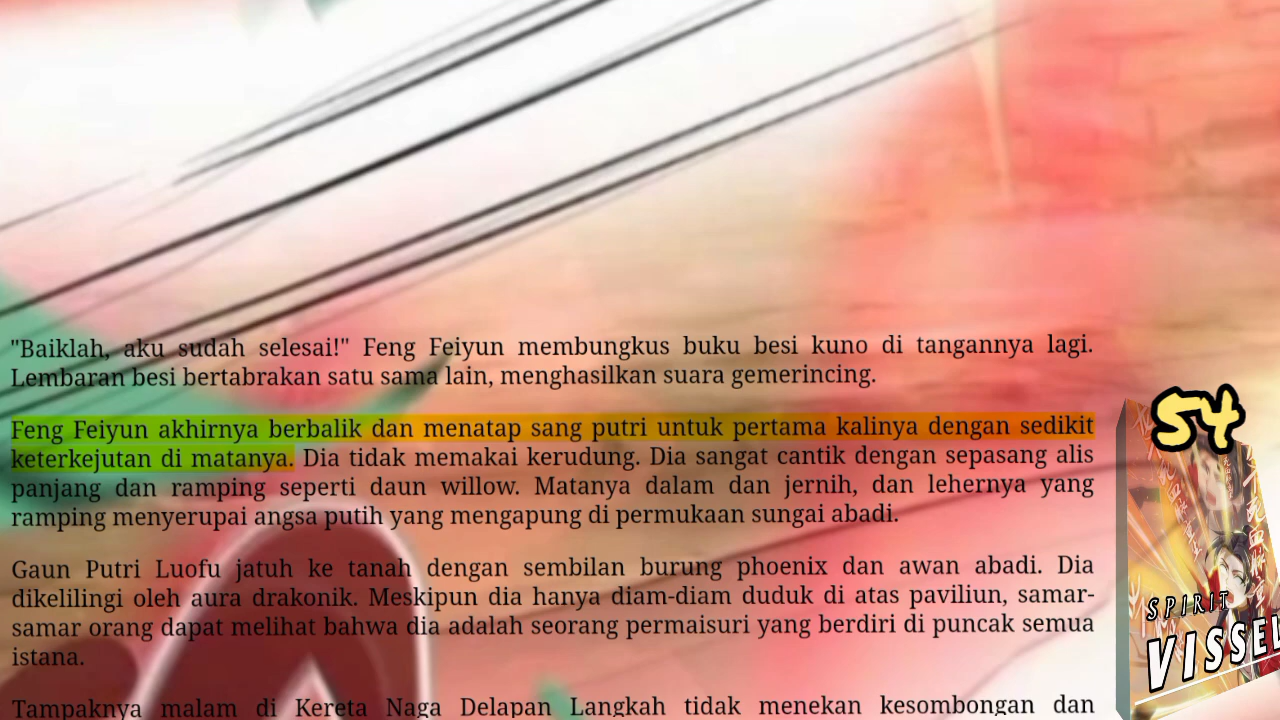 "Baiklah, aku sudah selesai!" Feng Feiyun membungkus buku besi kuno di tangannya lagi.
Lembaran besi bertabrakan satu sama lain, menghasilkan suara gemerincing.
Feng Feiyun akhirnya berbalik dan menatap sang putri untuk pertama kalinya dengan sedikit
keterkejutan di matanya. Dia tidak memakai kerudung. Dia sangat cantik dengan sepasang alis
panjang dan ramping seperti daun willow. Matanya dalam dan jernih, dan lehernya yang
ramping menyerupai angsa putih yang mengapung di permukaan sungai abadi.
Gaun Putri Luofu jatuh ke tanah dengan sembilan burung phoenix dan awan abadi. Dia
dikelilingi oleh aura drakonik. Meskipun dia hanya diam-diam duduk di atas paviliun, samar-
samar orang dapat melihat bahwa dia adalah seorang permaisuri yang berdiri di puncak semua
istana.
Tampaknya malam di Kereta Naga Delapan Langkah tidak menekan kesombongan dan
54
SPIRIT
VISSEL